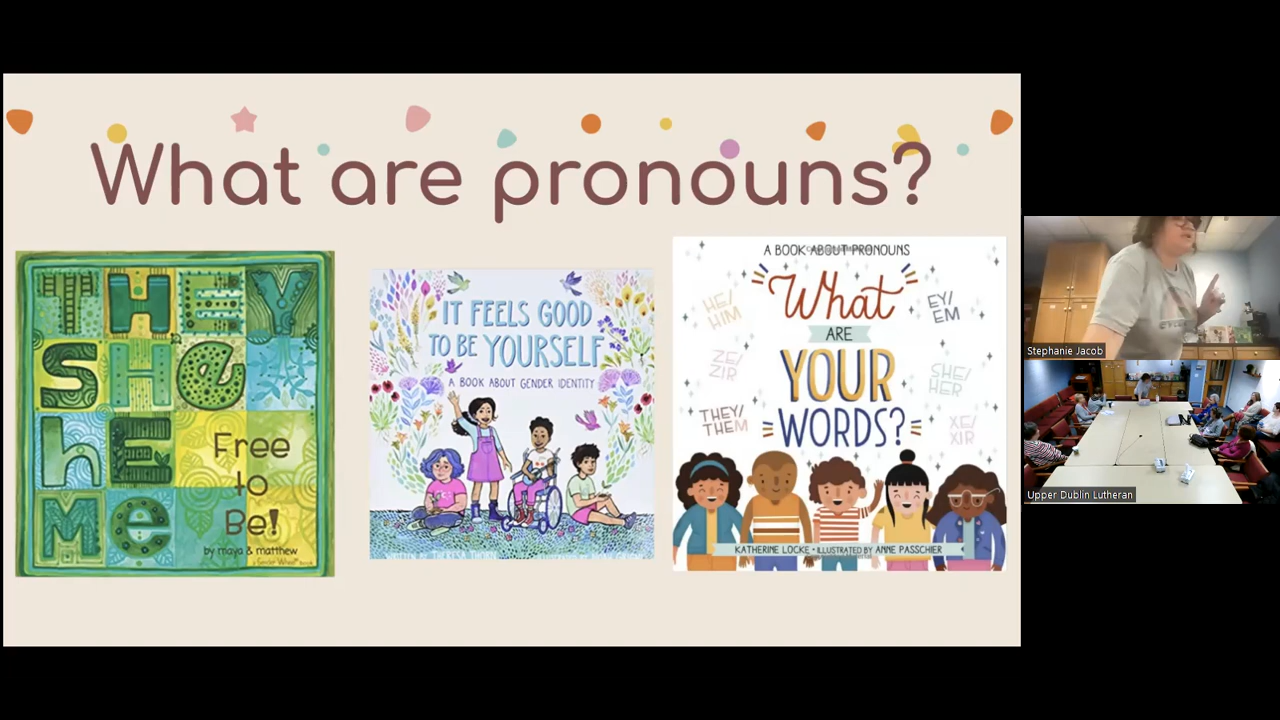 What are pronouns?
THEY
SHe
hE
Me
Free
to
Be!
by maya & matthew
IT FEELS GOOD
TO BE YOURSELF
A BOOK ABOUT GENDER IDENTITY
A BOOK ABOUT PRONOUNS
What
ARE
YOUR
WORDS?
HE/
HIM
EY/
EM
ZE/
ZIR
SHE/
HER
THEY/
THEM
XE/
XIR
KATHERINE LOCKE • ILLUSTRATED BY ANNE PASSCHIER
Stephanie Jacob
Upper Dublin Lutheran